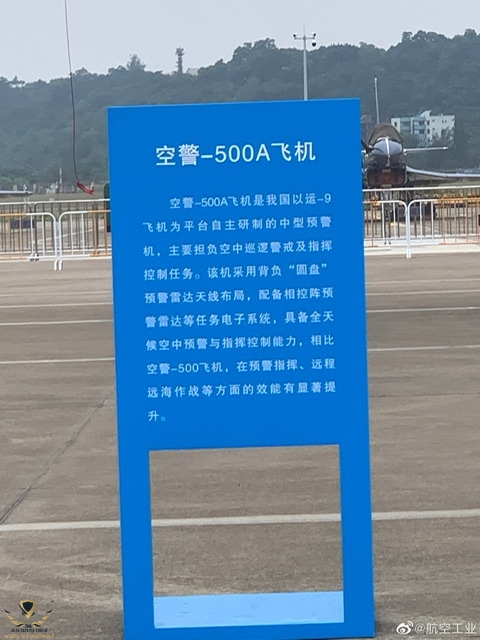 空警-500A飞机
空警-500A飞机是我国以运-9
飞机为平台自主研制的中型预警
机，主要担负空中巡逻警戒及指挥
控制任务。该机采用背负“圆盘”
预警雷达天线布局，配备相控阵预
警雷达等任务电子系统，具备全天
候空中预警与指挥控制能力，相比
空警-500飞机，在预警指挥、远程
远海作战等方面的效能有显著提
升。
@航空工业